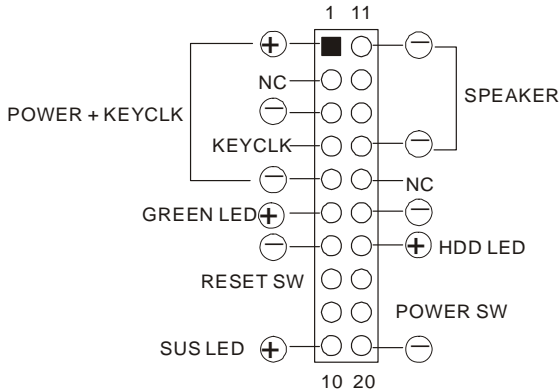 1 11
NC
SPEAKER
POWER + KEYCLK
KEYCLK
NC
GREEN LED
HDD LED
RESET SW
POWER SW
SUS LED
10 20